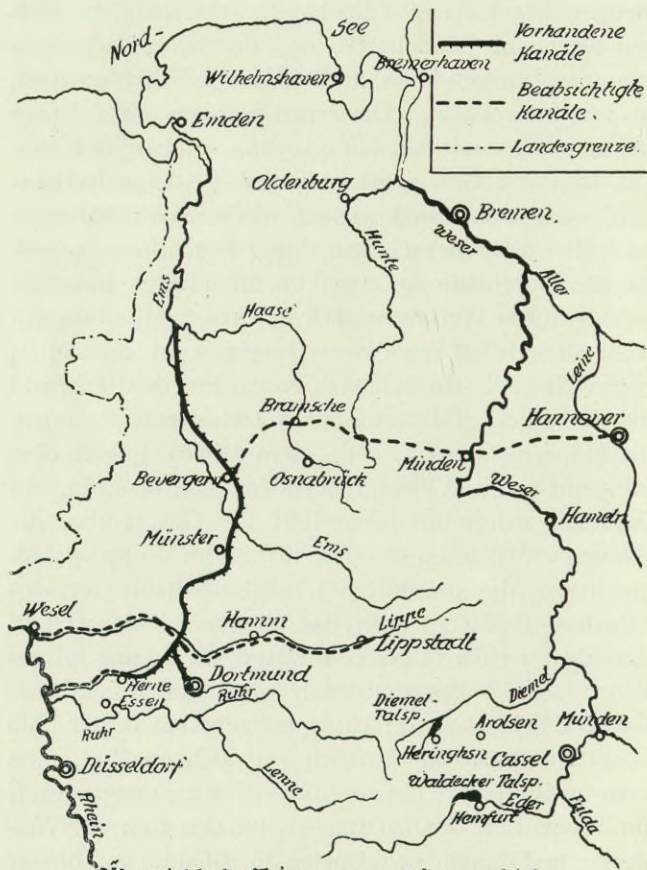 Nord-
See
Vorhandene
Kanäle
Bremerhaven
Wilhelmshaven
Beabsichtigte
Kanäle.
Emden
Landesgrenze.
Oldenburg
Bremen.
Weser
Hunte
Aller
Ems
Haase
Leine
Bramsche
Hannover
Minden
Bevergern
Osnabrück
Weser
Hameln.
Münster
Ems
Wesel
Hamm
Lippe
Lippstadt
Herne
Dortmund
Diemel
Essen
Ruhr
Diemel-
Talsp.
Arolsen
Münden
Ruhr
Heringhsn
Cassel
Düsseldorf
Lenne
Waldecker Talsp.
Eder
Hemfurt
Fulda
Rhein